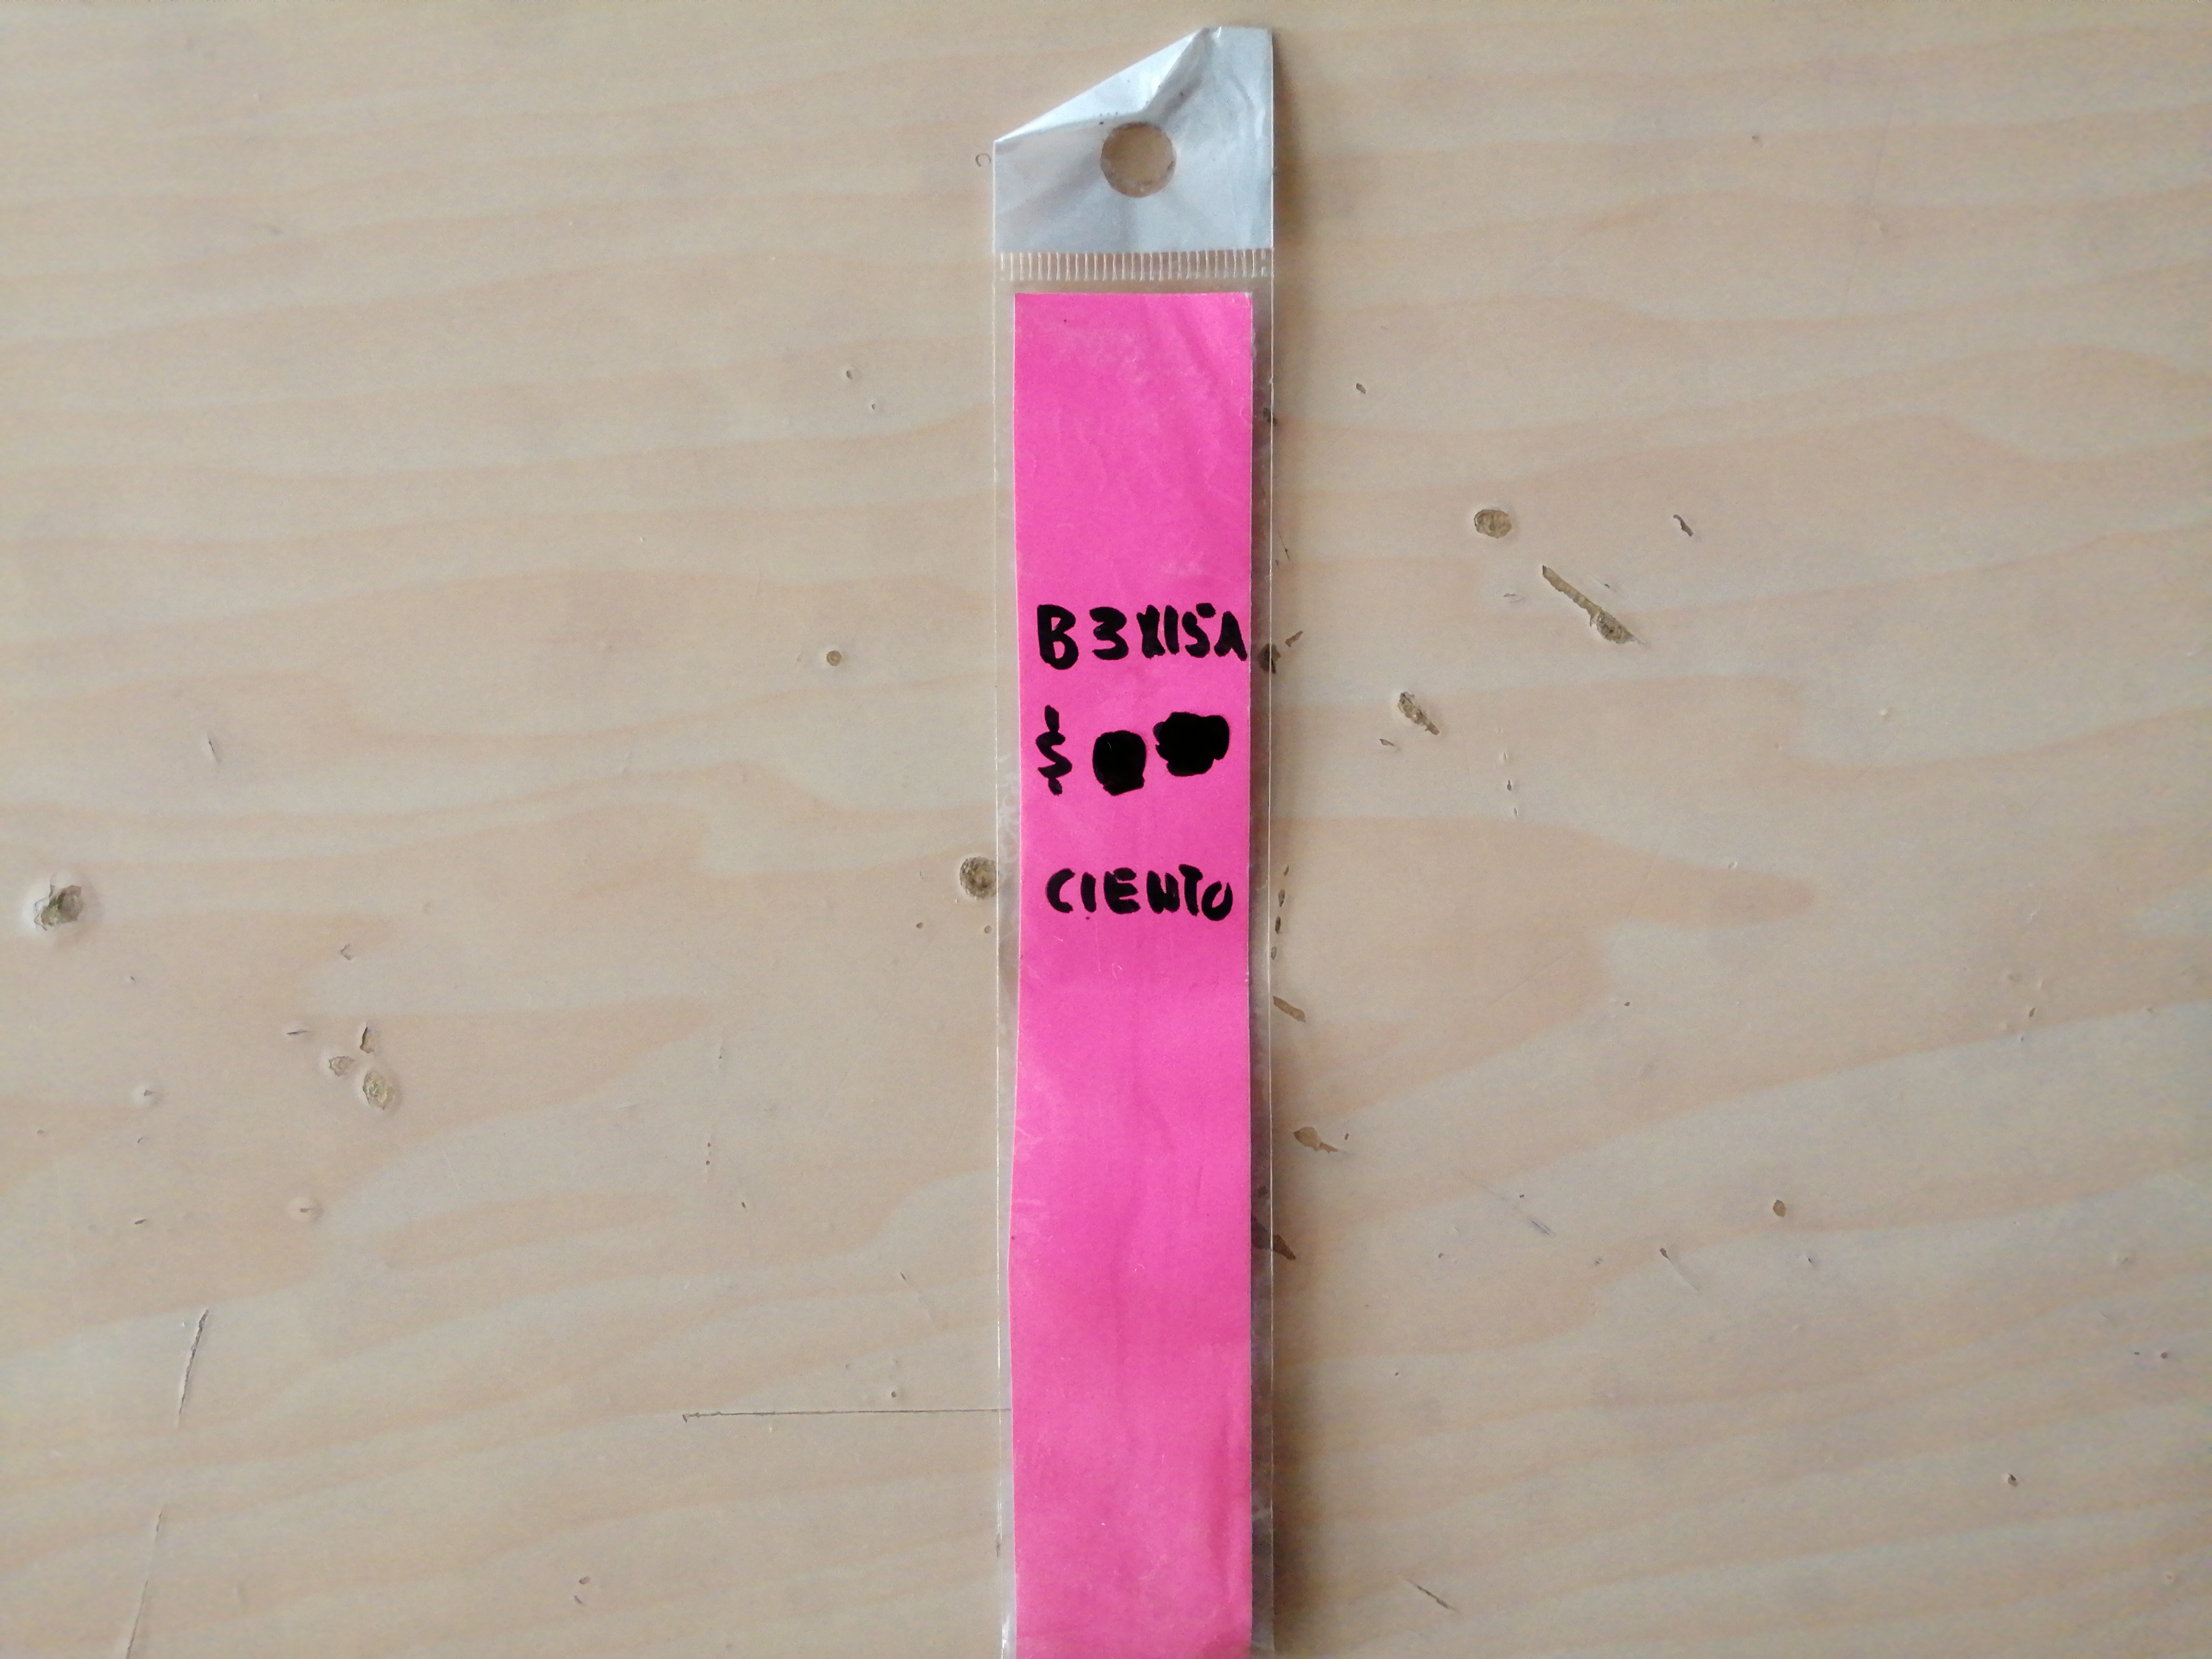 B3X15A
$
CIENTO